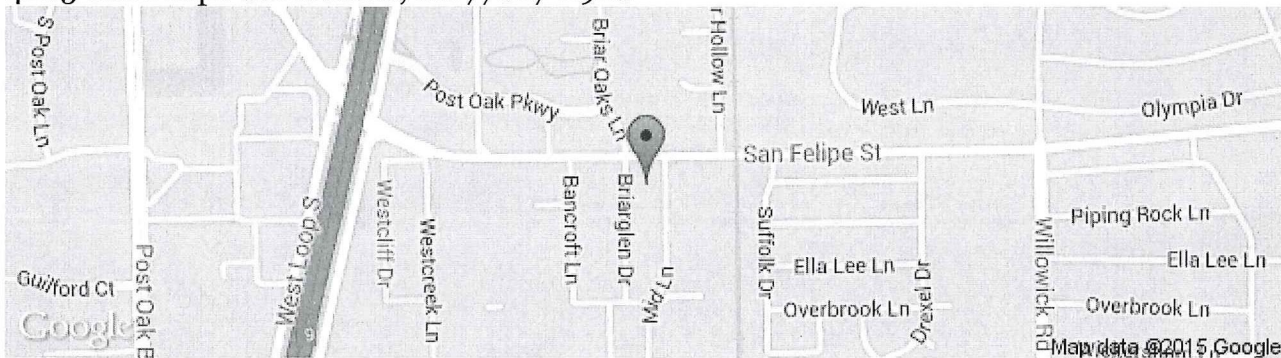 S Post Oak Ln
Briar Oaks Ln
r Hollow Ln
Post Oak Pkwy
West Ln
Olympia Dr
San Felipe St
Westcliff Dr
Westcreek Ln
Bancroft Ln
Briarglen Dr
Mid Ln
Suffolk Dr
Drexel Dr
Willowick Rd
Piping Rock Ln
Ella Lee Ln
Ella Lee Ln
West Loop S
Post Oak B
Guilford Ct
Overbrook Ln
Overbrook Ln
Google
9
Map data ©2015 Google